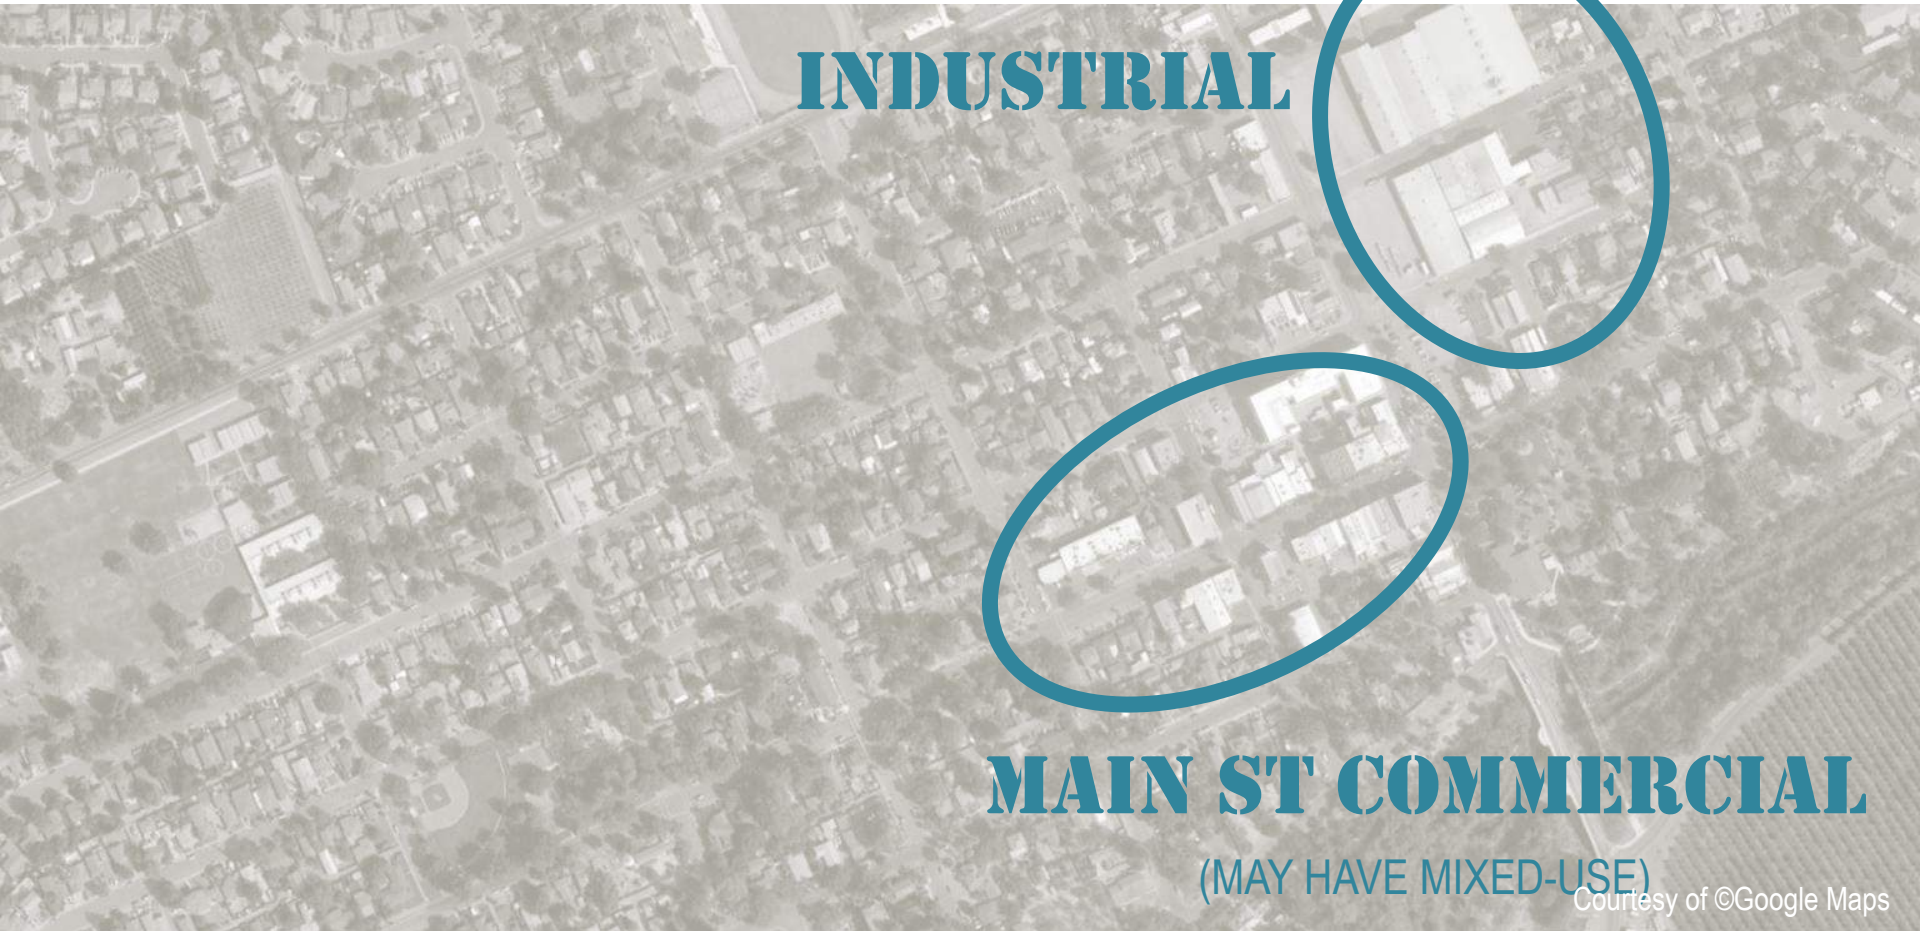 INDUSTRIAL
MAIN ST COMMERCIAL
(MAY HAVE MIXED-USE)
Courtesy of ©Google Maps